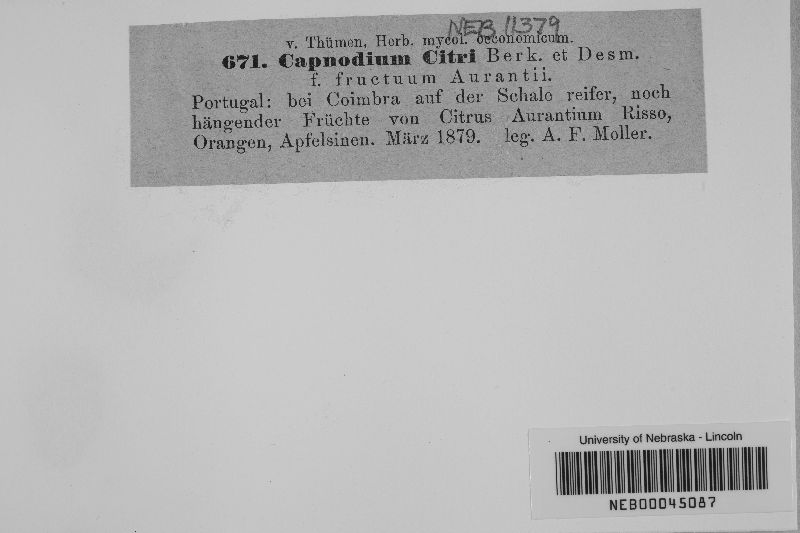 NEB 11379
v. Thümen, Herb. mycol. oeconomicum.
671. Capnodium Citri Berk. et Desm.
f. fructuum Aurantii.
Portugal: bei Coimbra auf der Schale reifer, noch
hängender Früchte von Citrus Aurantium Risso,
Orangen, Apfelsinen. März 1879. leg. A. F. Moller.
University of Nebraska - Lincoln
NEB00045087